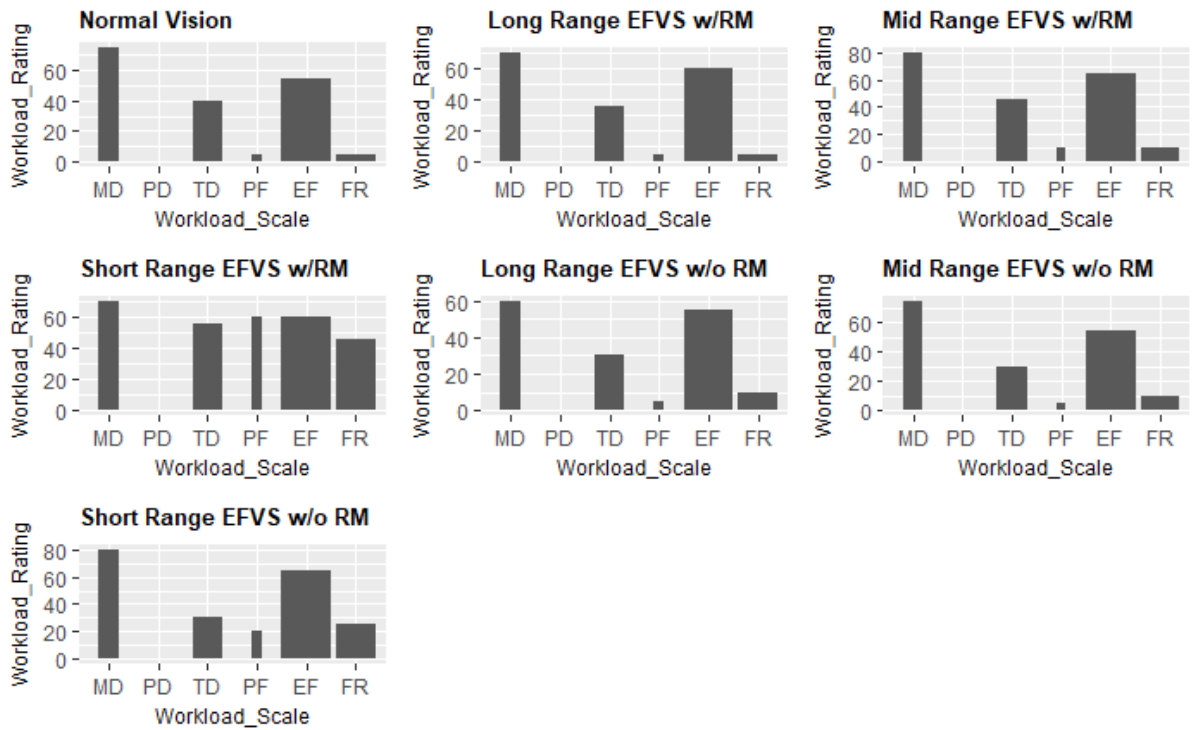 Normal Vision
Workload_Rating
60
40
20
0
MD PD TD PF EF FR
Workload_Scale
Long Range EFVS w/RM
Workload_Rating
60
40
20
0
MD PD TD PF EF FR
Workload_Scale
Mid Range EFVS w/RM
Workload_Rating
80
60
40
20
0
MD PD TD PF EF FR
Workload_Scale
Short Range EFVS w/RM
Workload_Rating
60
40
20
0
MD PD TD PF EF FR
Workload_Scale
Long Range EFVS w/o RM
Workload_Rating
60
40
20
0
MD PD TD PF EF FR
Workload_Scale
Mid Range EFVS w/o RM
Workload_Rating
60
40
20
0
MD PD TD PF EF FR
Workload_Scale
Short Range EFVS w/o RM
Workload_Rating
80
60
40
20
0
MD PD TD PF EF FR
Workload_Scale